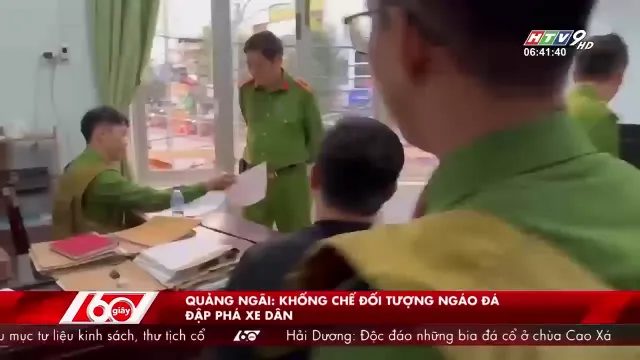 HTV9 HD
06:41:40
60 giây
QUẢNG NGÃI: KHỐNG CHẾ ĐỐI TƯỢNG NGÁO ĐÁ
ĐẬP PHÁ XE DÂN
mục tư liệu kinh sách, thư tịch cổ Hải Dương: Độc đáo những bia đá cổ ở chùa Cao Xá